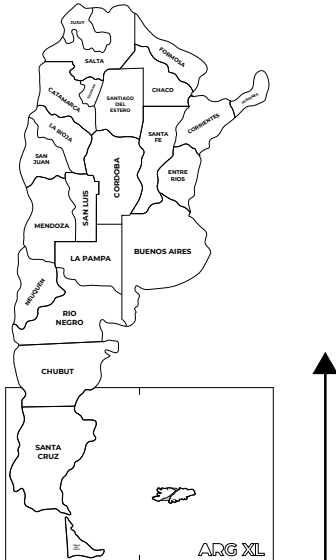 JUJUY
FORMOSA
SALTA
CHACO
MISIONES
CATAMARCA
TUCUMAN
SANTIAGO
DEL
ESTERO
CORRIENTES
LA RIOJA
SANTA
FE
SAN
JUAN
CORDOBA
ENTRE
RIOS
SAN LUIS
MENDOZA
BUENOS AIRES
LA PAMPA
NEUQUEN
RIO
NEGRO
CHUBUT
SANTA
CRUZ
ARG XL